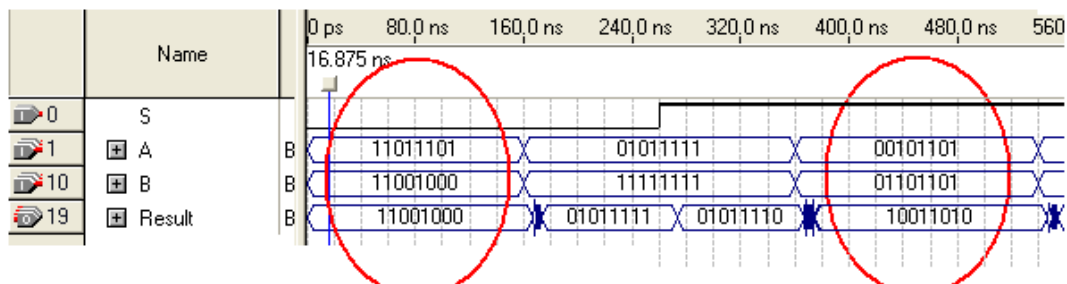 0 ps 80.0 ns 160.0 ns 240.0 ns 320.0 ns 400.0 ns 480.0 ns 560
Name
16.875 ns
0 S
1 A B 11011101 01011111 00101101
10 B B 11001000 11111111 01101101
19 Result B 11001000 01011111 01011110 10011010